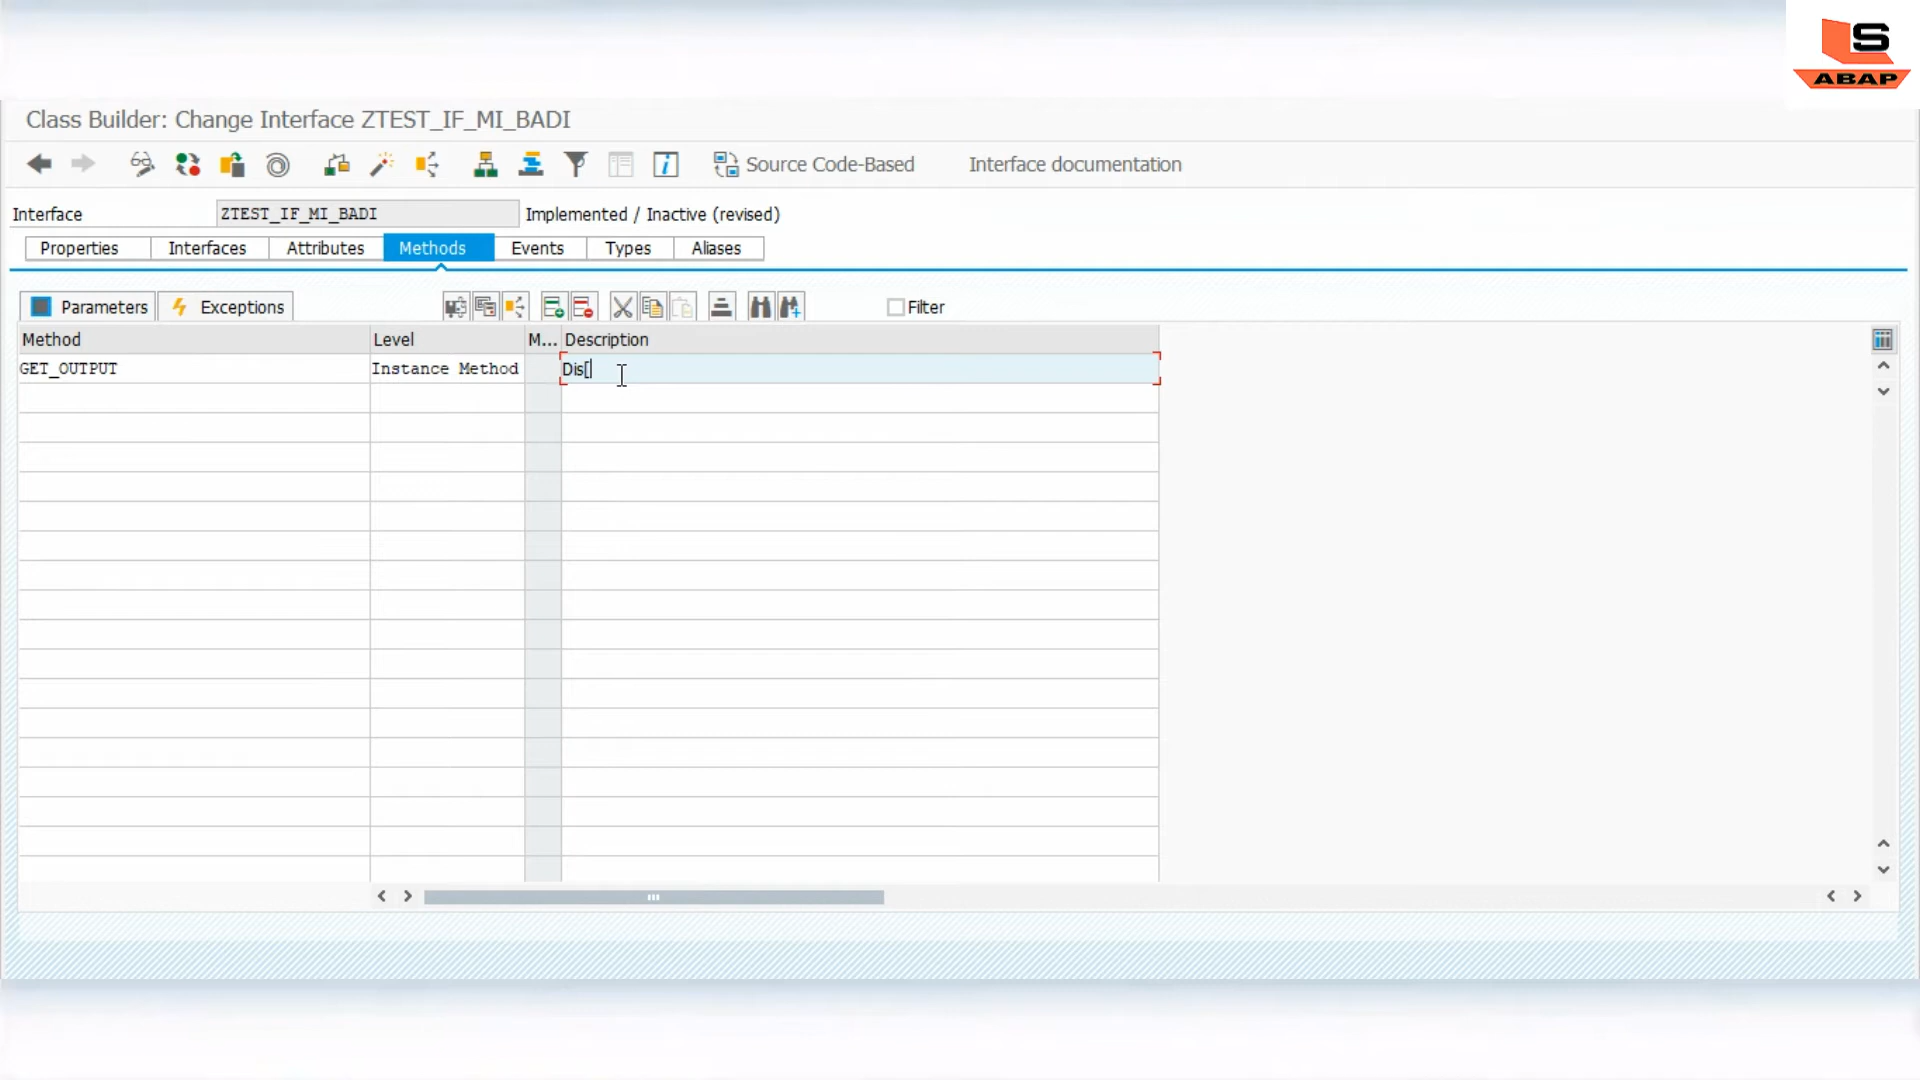 LS
ABAP
Class Builder: Change Interface ZTEST_IF_MI_BADI
Source Code-Based Interface documentation
Interface ZTEST_IF_MI_BADI Implemented / Inactive (revised)
Properties Interfaces Attributes Methods Events Types Aliases
Parameters Exceptions Filter
Method Level M... Description
GET_OUTPUT Instance Method Dis[